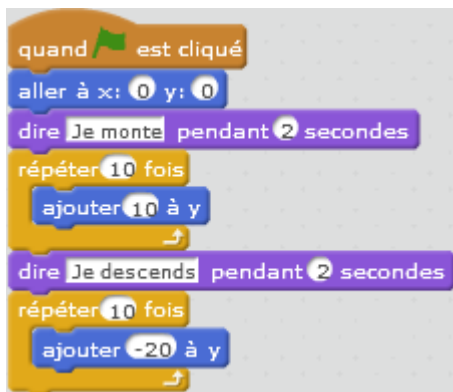 quand est cliqué
aller à x: 0 y: 0
dire Je monte pendant 2 secondes
répéter 10 fois
ajouter 10 à y
dire Je descends pendant 2 secondes
répéter 10 fois
ajouter -20 à y